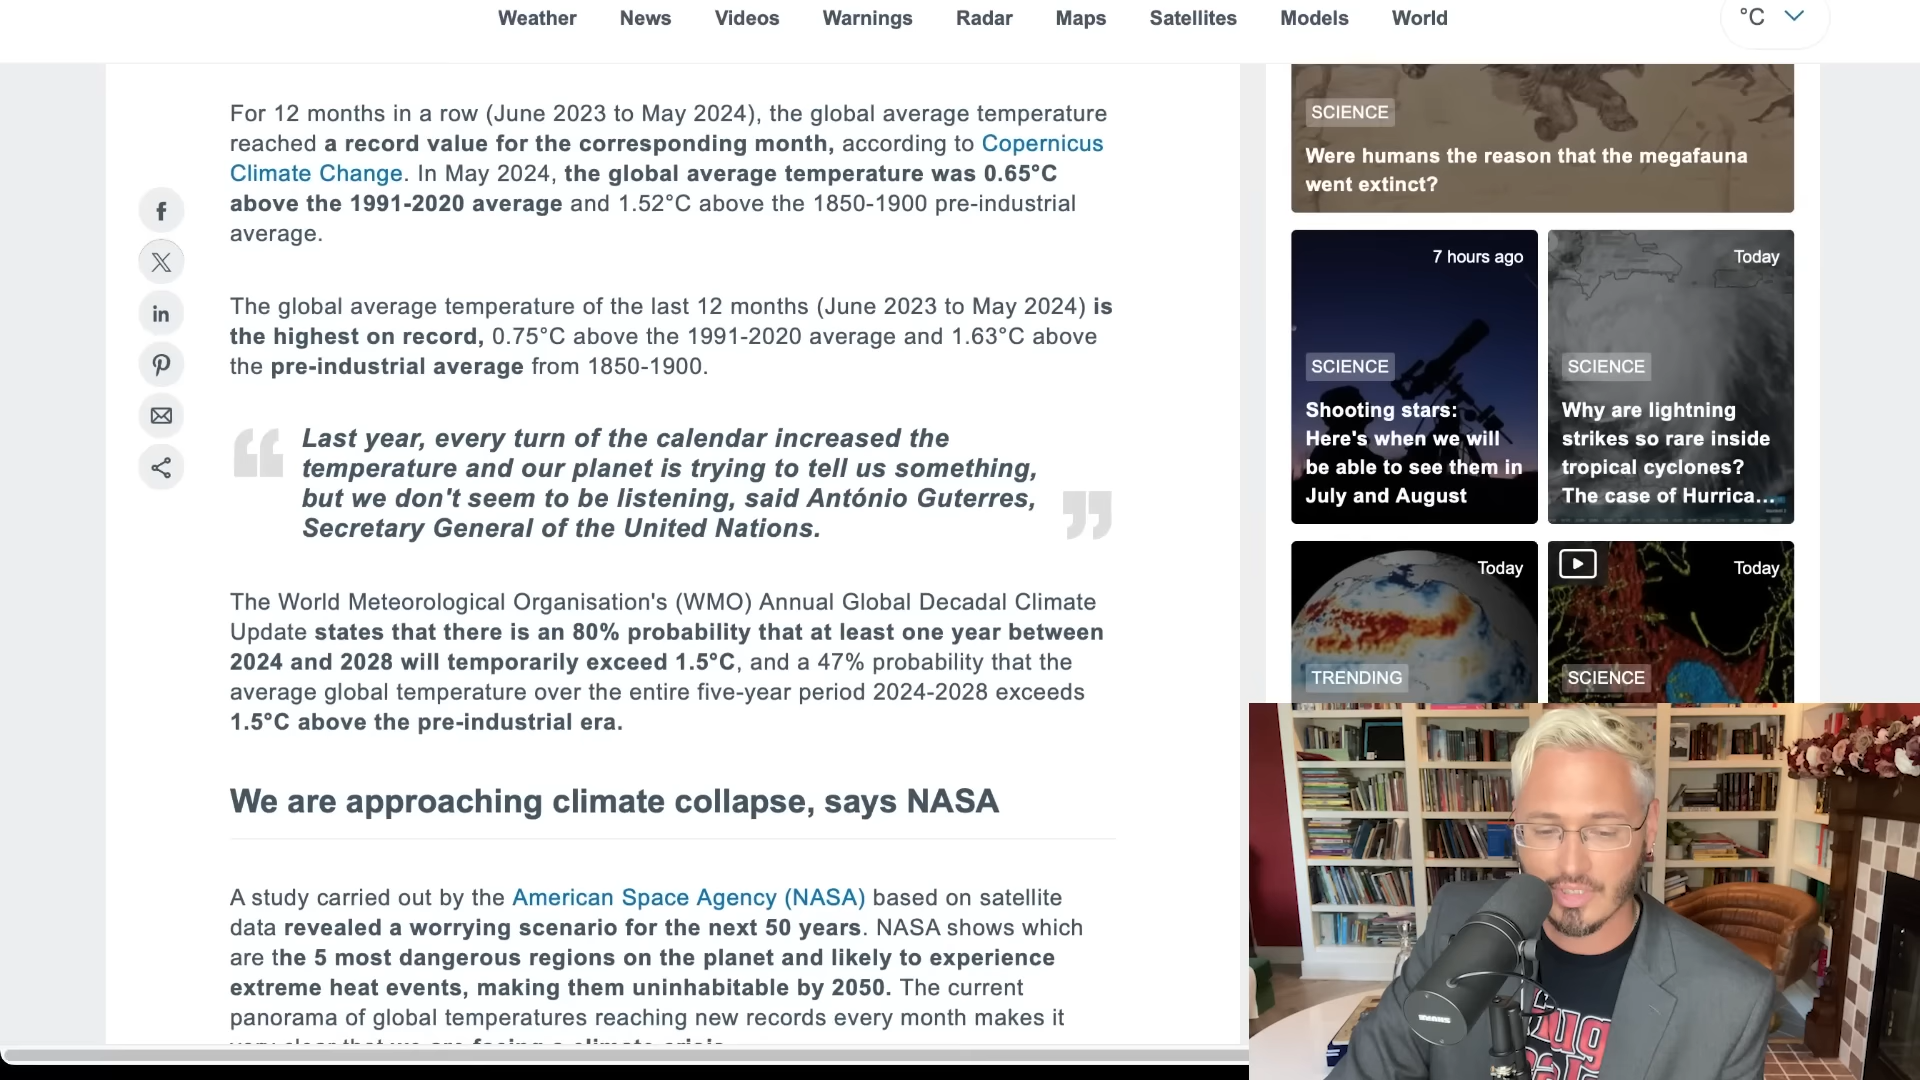 Weather News Videos Warnings Radar Maps Satellites Models World
°C
For 12 months in a row (June 2023 to May 2024), the global average temperature
reached a record value for the corresponding month, according to Copernicus
Climate Change. In May 2024, the global average temperature was 0.65°C
above the 1991-2020 average and 1.52°C above the 1850-1900 pre-industrial
average.
The global average temperature of the last 12 months (June 2023 to May 2024) is
the highest on record, 0.75°C above the 1991-2020 average and 1.63°C above
the pre-industrial average from 1850-1900.
“ Last year, every turn of the calendar increased the
temperature and our planet is trying to tell us something,
but we don't seem to be listening, said António Guterres,
Secretary General of the United Nations. ”
The World Meteorological Organisation's (WMO) Annual Global Decadal Climate
Update states that there is an 80% probability that at least one year between
2024 and 2028 will temporarily exceed 1.5°C, and a 47% probability that the
average global temperature over the entire five-year period 2024-2028 exceeds
1.5°C above the pre-industrial era.
We are approaching climate collapse, says NASA
A study carried out by the American Space Agency (NASA) based on satellite
data revealed a worrying scenario for the next 50 years. NASA shows which
are the 5 most dangerous regions on the planet and likely to experience
extreme heat events, making them uninhabitable by 2050. The current
panorama of global temperatures reaching new records every month makes it
very clear that we are facing a climate crisis.
SCIENCE
Were humans the reason that the megafauna
went extinct?
7 hours ago
SCIENCE
Shooting stars:
Here's when we will
be able to see them in
July and August
Today
SCIENCE
Why are lightning
strikes so rare inside
tropical cyclones?
The case of Hurrica...
Today
TRENDING
Today
SCIENCE